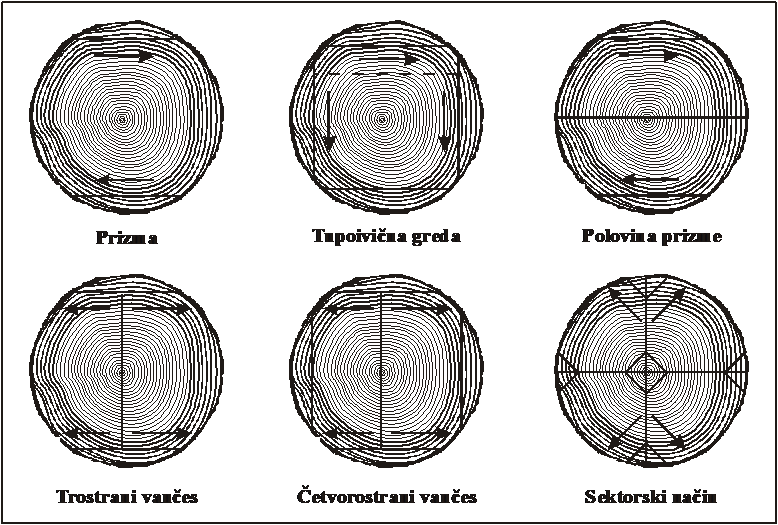 Prizma
Tupoivična greda
Polovina prizme
Trostrani vančes
Četvorostrani vančes
Sektorski način